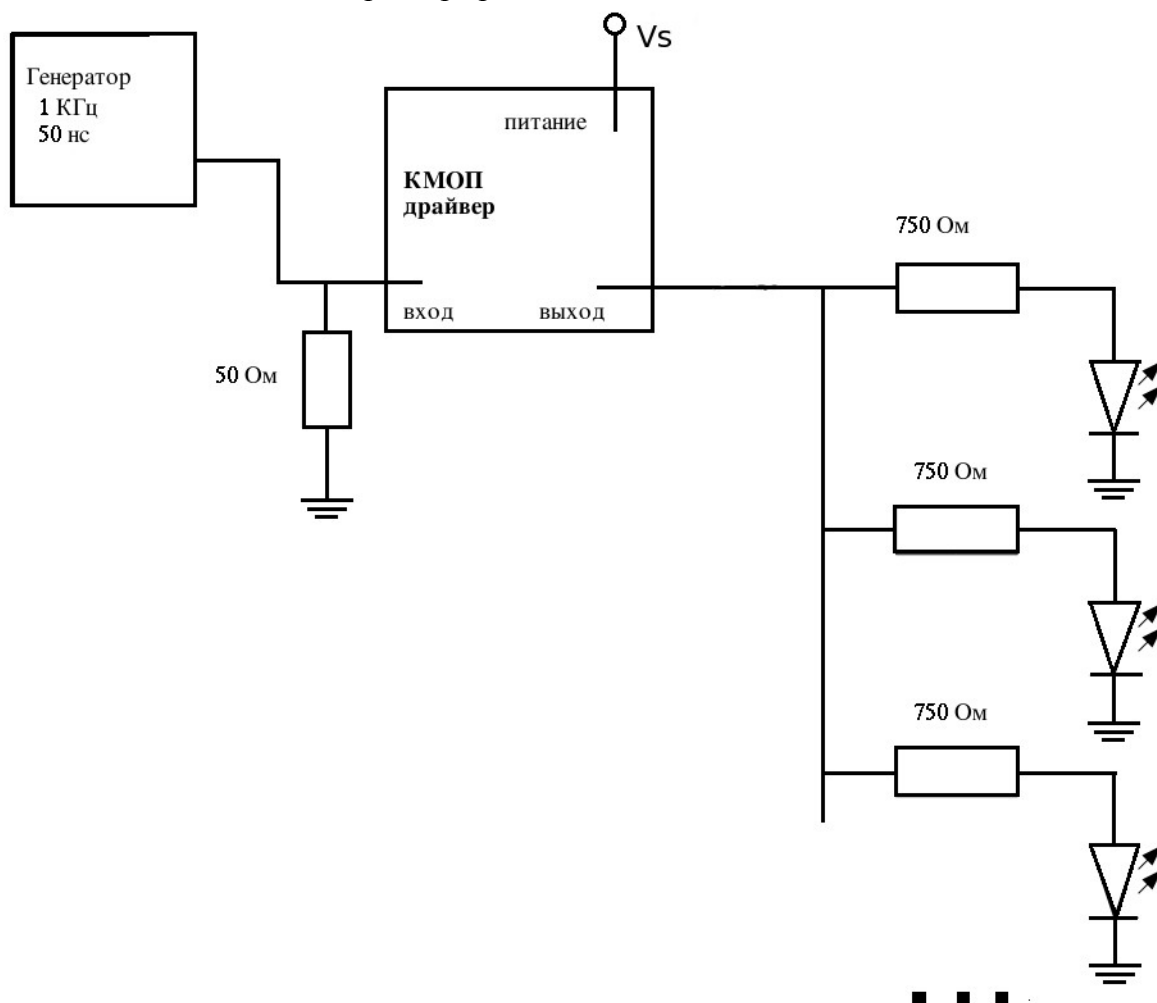 Vs
Генератор
1 КГц
50 нс
питание
КМОП
драйвер
вход
выход
50 Ом
750 Ом
750 Ом
750 Ом